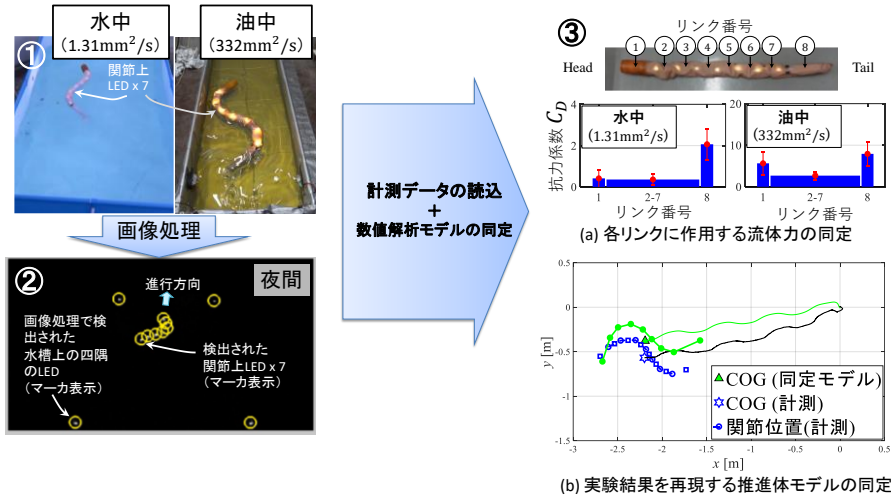 ①
水中
(1.31mm²/s)
油中
(332mm²/s)
関節上
LED x 7
画像処理
②
夜間
進行方向
画像処理で検
出された
水槽上の四隅
のLED
(マーカ表示)
検出された
関節上LED x 7
(マーカ表示)
計測データの読込
+
数値解析モデルの同定
③
リンク番号
1 2 3 4 5 6 7 8
Head
Tail
抗力係数 C_D
4
2
0
水中
(1.31mm²/s)
1 2-7 8
リンク番号
20
10
0
油中
(332mm²/s)
1 2-7 8
リンク番号
(a) 各リンクに作用する流体力の同定
y [m]
0.5
0
-0.5
-1
-1.5
COG (同定モデル)
COG (計測)
関節位置(計測)
-3 -2.5 -2 -1.5 -1 -0.5 0 0.5
x [m]
(b) 実験結果を再現する推進体モデルの同定